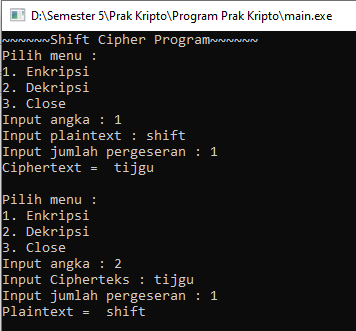 D:\Semester 5\Prak Kripto\Program Prak Kripto\main.exe
~~~~~~Shift Cipher Program~~~~~~
Pilih menu :
1. Enkripsi
2. Dekripsi
3. Close
Input angka : 1
Input plaintext : shift
Input jumlah pergeseran : 1
Ciphertext =  tijgu

Pilih menu :
1. Enkripsi
2. Dekripsi
3. Close
Input angka : 2
Input Cipherteks : tijgu
Input jumlah pergeseran : 1
Plaintext =  shift